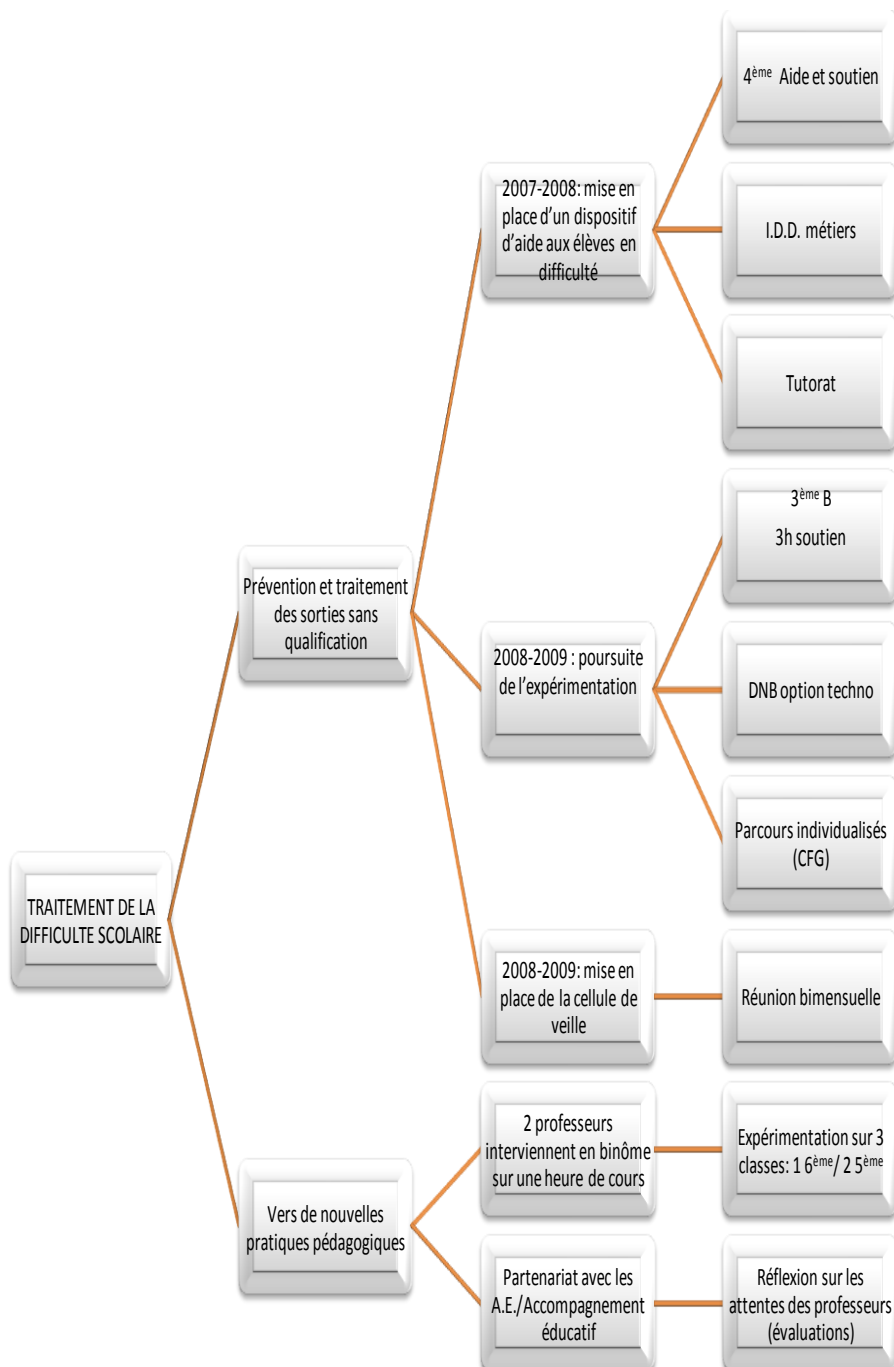 TRAITEMENT DE LA
DIFFICULTE SCOLAIRE
Prévention et traitement
des sorties sans
qualification
2007-2008: mise en
place d'un dispositif
d'aide aux élèves en
difficulté
4ème Aide et soutien
I.D.D. métiers
Tutorat
2008-2009 : poursuite
de l'expérimentation
3ème B
3h soutien
DNB option techno
Parcours individualisés
(CFG)
2008-2009: mise en
place de la cellule de
veille
Réunion bimensuelle
Vers de nouvelles
pratiques pédagogiques
2 professeurs
interviennent en binôme
sur une heure de cours
Expérimentation sur 3
classes: 1 6ème/ 2 5ème
Partenariat avec les
A.E./Accompagnement
éducatif
Réflexion sur les
attentes des professeurs
(évaluations)